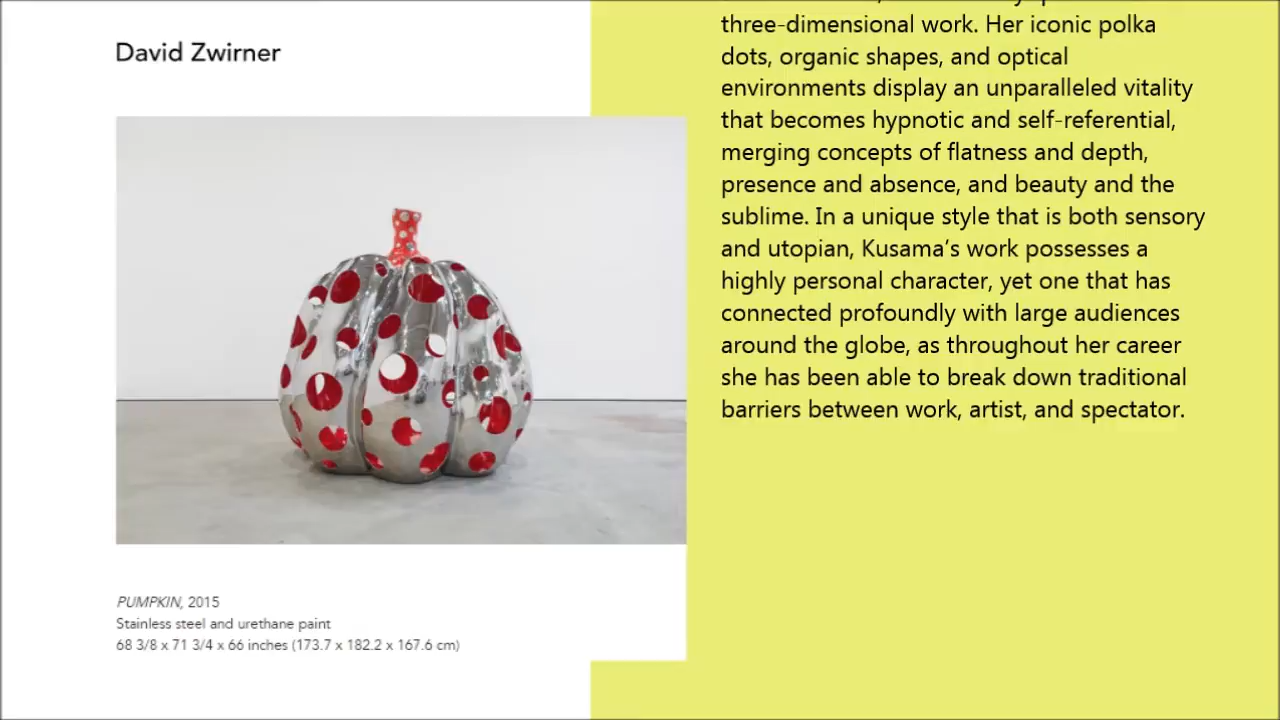 David Zwirner
PUMPKIN, 2015
Stainless steel and urethane paint
68 3/8 x 71 3/4 x 66 inches (173.7 x 182.2 x 167.6 cm)
three-dimensional work. Her iconic polka
dots, organic shapes, and optical
environments display an unparalleled vitality
that becomes hypnotic and self-referential,
merging concepts of flatness and depth,
presence and absence, and beauty and the
sublime. In a unique style that is both sensory
and utopian, Kusama’s work possesses a
highly personal character, yet one that has
connected profoundly with large audiences
around the globe, as throughout her career
she has been able to break down traditional
barriers between work, artist, and spectator.